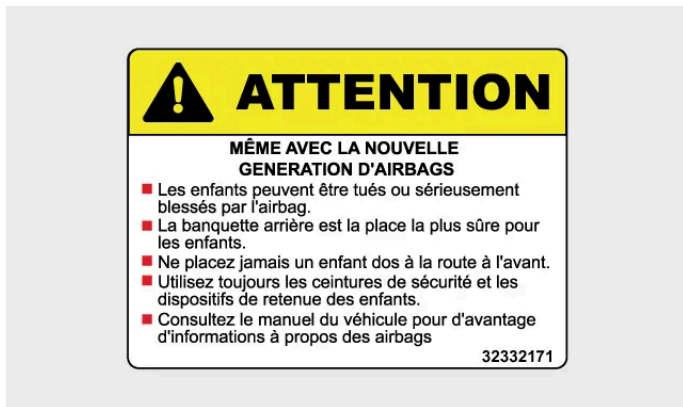 ATTENTION
MÊME AVEC LA NOUVELLE
GENERATION D'AIRBAGS
Les enfants peuvent être tués ou sérieusement
blessés par l'airbag.
La banquette arrière est la place la plus sûre pour
les enfants.
Ne placez jamais un enfant dos à la route à l'avant.
Utilisez toujours les ceintures de sécurité et les
dispositifs de retenue des enfants.
Consultez le manuel du véhicule pour d'avantage
d'informations à propos des airbags
32332171